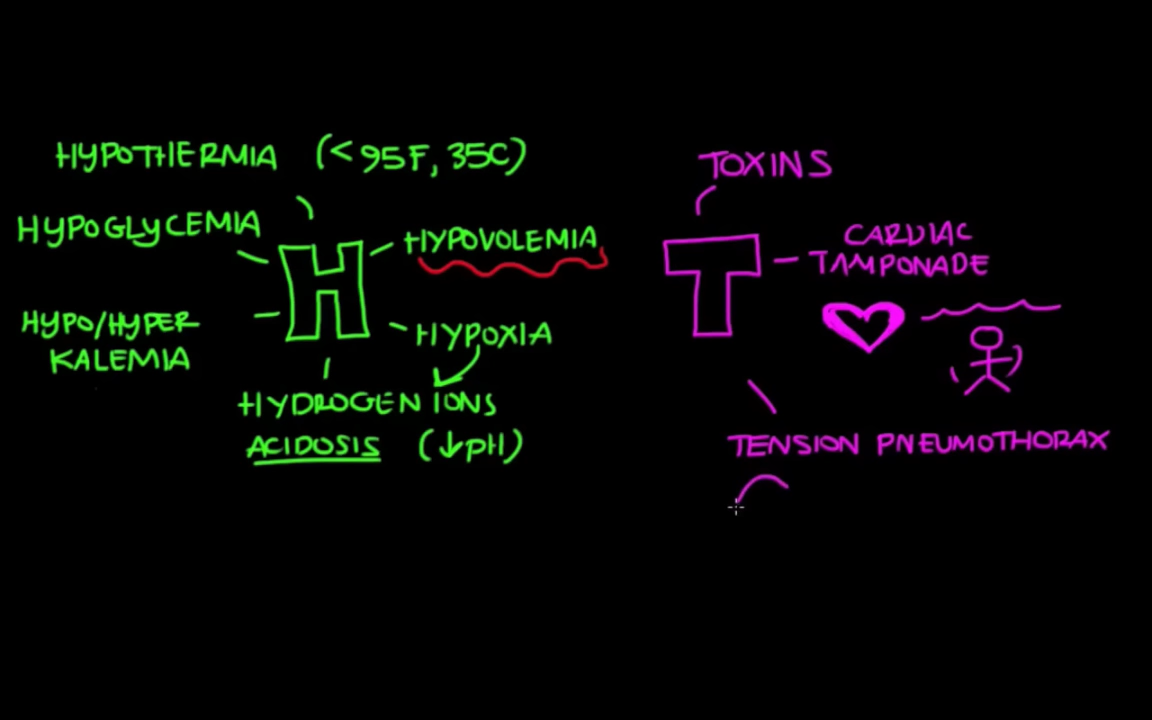 HYPOTHERMIA (<95F, 35C)
HYPOGLYCEMIA
H
HYPOVOLEMIA
HYPO/HYPER
KALEMIA
HYPOXIA
HYDROGEN IONS
ACIDOSIS (↓pH)
TOXINS
T
CARDIAC
TAMPONADE
TENSION PNEUMOTHORAX